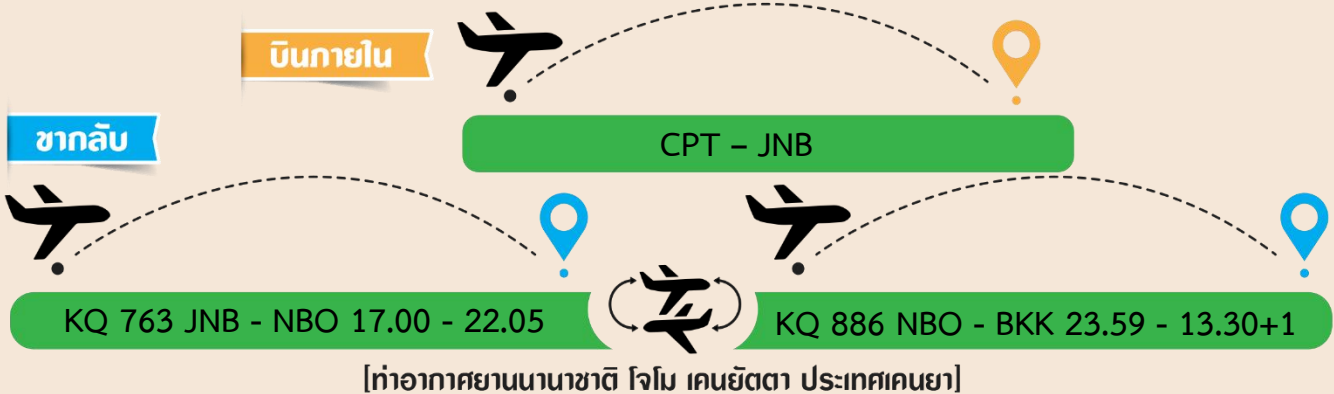 บินภายใน
CPT – JNB
ขากลับ
KQ 763 JNB - NBO 17.00 - 22.05
KQ 886 NBO - BKK 23.59 - 13.30+1
[ท่าอากาศยานนานาชาติ โจโม เคนยัตตา ประเทศเคนยา]